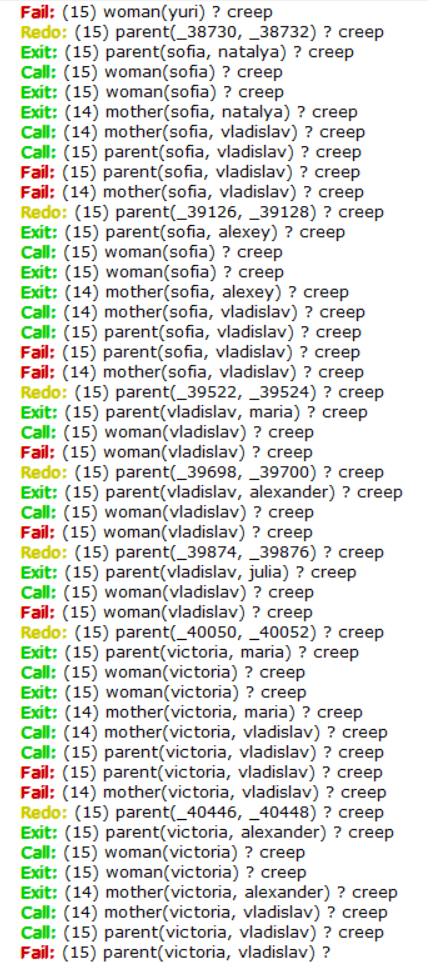 Fail: (15) woman(yuri) ? creep
Redo: (15) parent(_38730, _38732) ? creep
Exit: (15) parent(sofia, natalya) ? creep
Call: (15) woman(sofia) ? creep
Exit: (15) woman(sofia) ? creep
Exit: (14) mother(sofia, natalya) ? creep
Call: (14) mother(sofia, vladislav) ? creep
Call: (15) parent(sofia, vladislav) ? creep
Fail: (15) parent(sofia, vladislav) ? creep
Fail: (14) mother(sofia, vladislav) ? creep
Redo: (15) parent(_39126, _39128) ? creep
Exit: (15) parent(sofia, alexey) ? creep
Call: (15) woman(sofia) ? creep
Exit: (15) woman(sofia) ? creep
Exit: (14) mother(sofia, alexey) ? creep
Call: (14) mother(sofia, vladislav) ? creep
Call: (15) parent(sofia, vladislav) ? creep
Fail: (15) parent(sofia, vladislav) ? creep
Fail: (14) mother(sofia, vladislav) ? creep
Redo: (15) parent(_39522, _39524) ? creep
Exit: (15) parent(vladislav, maria) ? creep
Call: (15) woman(vladislav) ? creep
Fail: (15) woman(vladislav) ? creep
Redo: (15) parent(_39698, _39700) ? creep
Exit: (15) parent(vladislav, alexander) ? creep
Call: (15) woman(vladislav) ? creep
Fail: (15) woman(vladislav) ? creep
Redo: (15) parent(_39874, _39876) ? creep
Exit: (15) parent(vladislav, julia) ? creep
Call: (15) woman(vladislav) ? creep
Fail: (15) woman(vladislav) ? creep
Redo: (15) parent(_40050, _40052) ? creep
Exit: (15) parent(victoria, maria) ? creep
Call: (15) woman(victoria) ? creep
Exit: (15) woman(victoria) ? creep
Exit: (14) mother(victoria, maria) ? creep
Call: (14) mother(victoria, vladislav) ? creep
Call: (15) parent(victoria, vladislav) ? creep
Fail: (15) parent(victoria, vladislav) ? creep
Fail: (14) mother(victoria, vladislav) ? creep
Redo: (15) parent(_40446, _40448) ? creep
Exit: (15) parent(victoria, alexander) ? creep
Call: (15) woman(victoria) ? creep
Exit: (15) woman(victoria) ? creep
Exit: (14) mother(victoria, alexander) ? creep
Call: (14) mother(victoria, vladislav) ? creep
Call: (15) parent(victoria, vladislav) ? creep
Fail: (15) parent(victoria, vladislav) ?